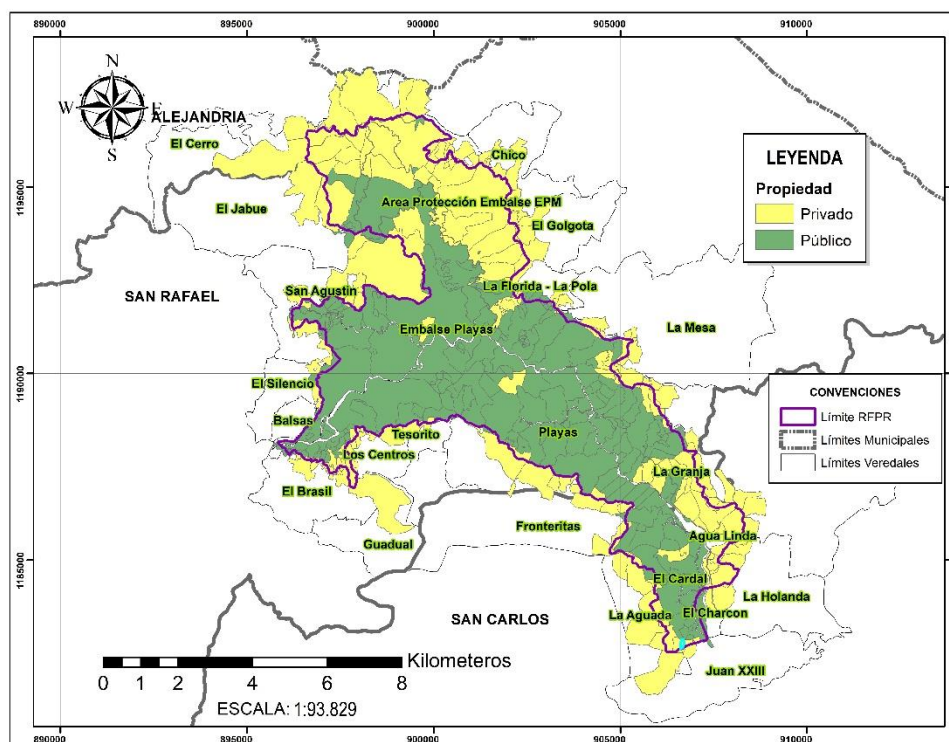 890000 895000 900000 905000 910000
N
W E
S
ALEJANDRIA
El Cerro
Chico
LEYENDA
Propiedad
Privado
Público
1195000
1195000
El Jabue
Area Protección Embalse EPM
El Golgota
SAN RAFAEL
San Agustin
La Florida - La Pola
Embalse Playas
La Mesa
1190000
1190000
El Silencio
CONVENCIONES
Límite RFPR
Límites Municipales
Límites Veredales
Balsas
Tesorito
Playas
Los Centros
La Granja
El Brasil
Fronteritas
Agua Linda
Guadual
1185000
1185000
El Cardal
La Holanda
SAN CARLOS
La Aguada
El Charcon
Kilometeros
0 1 2 4 6 8
Juan XXIII
ESCALA: 1:93.829
890000 895000 900000 905000 910000